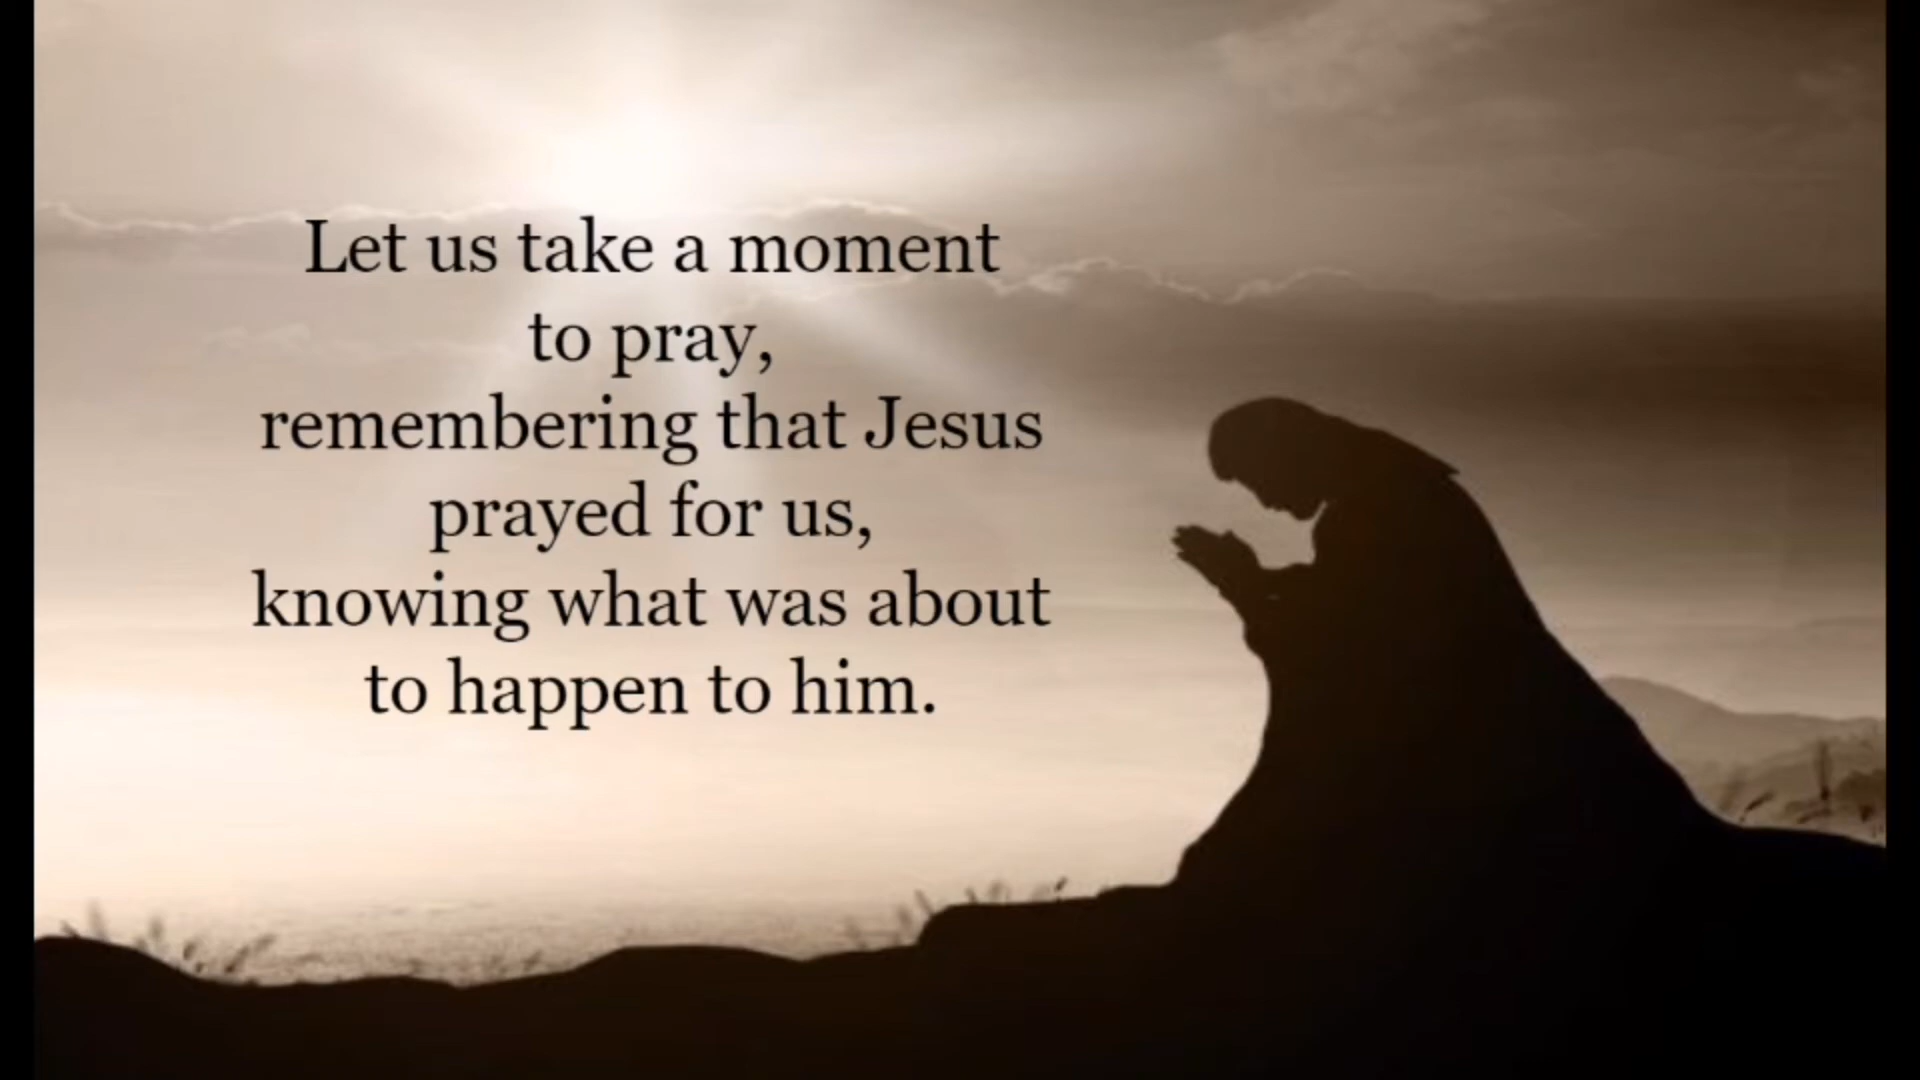 Let us take a moment
to pray,
remembering that Jesus
prayed for us,
knowing what was about
to happen to him.